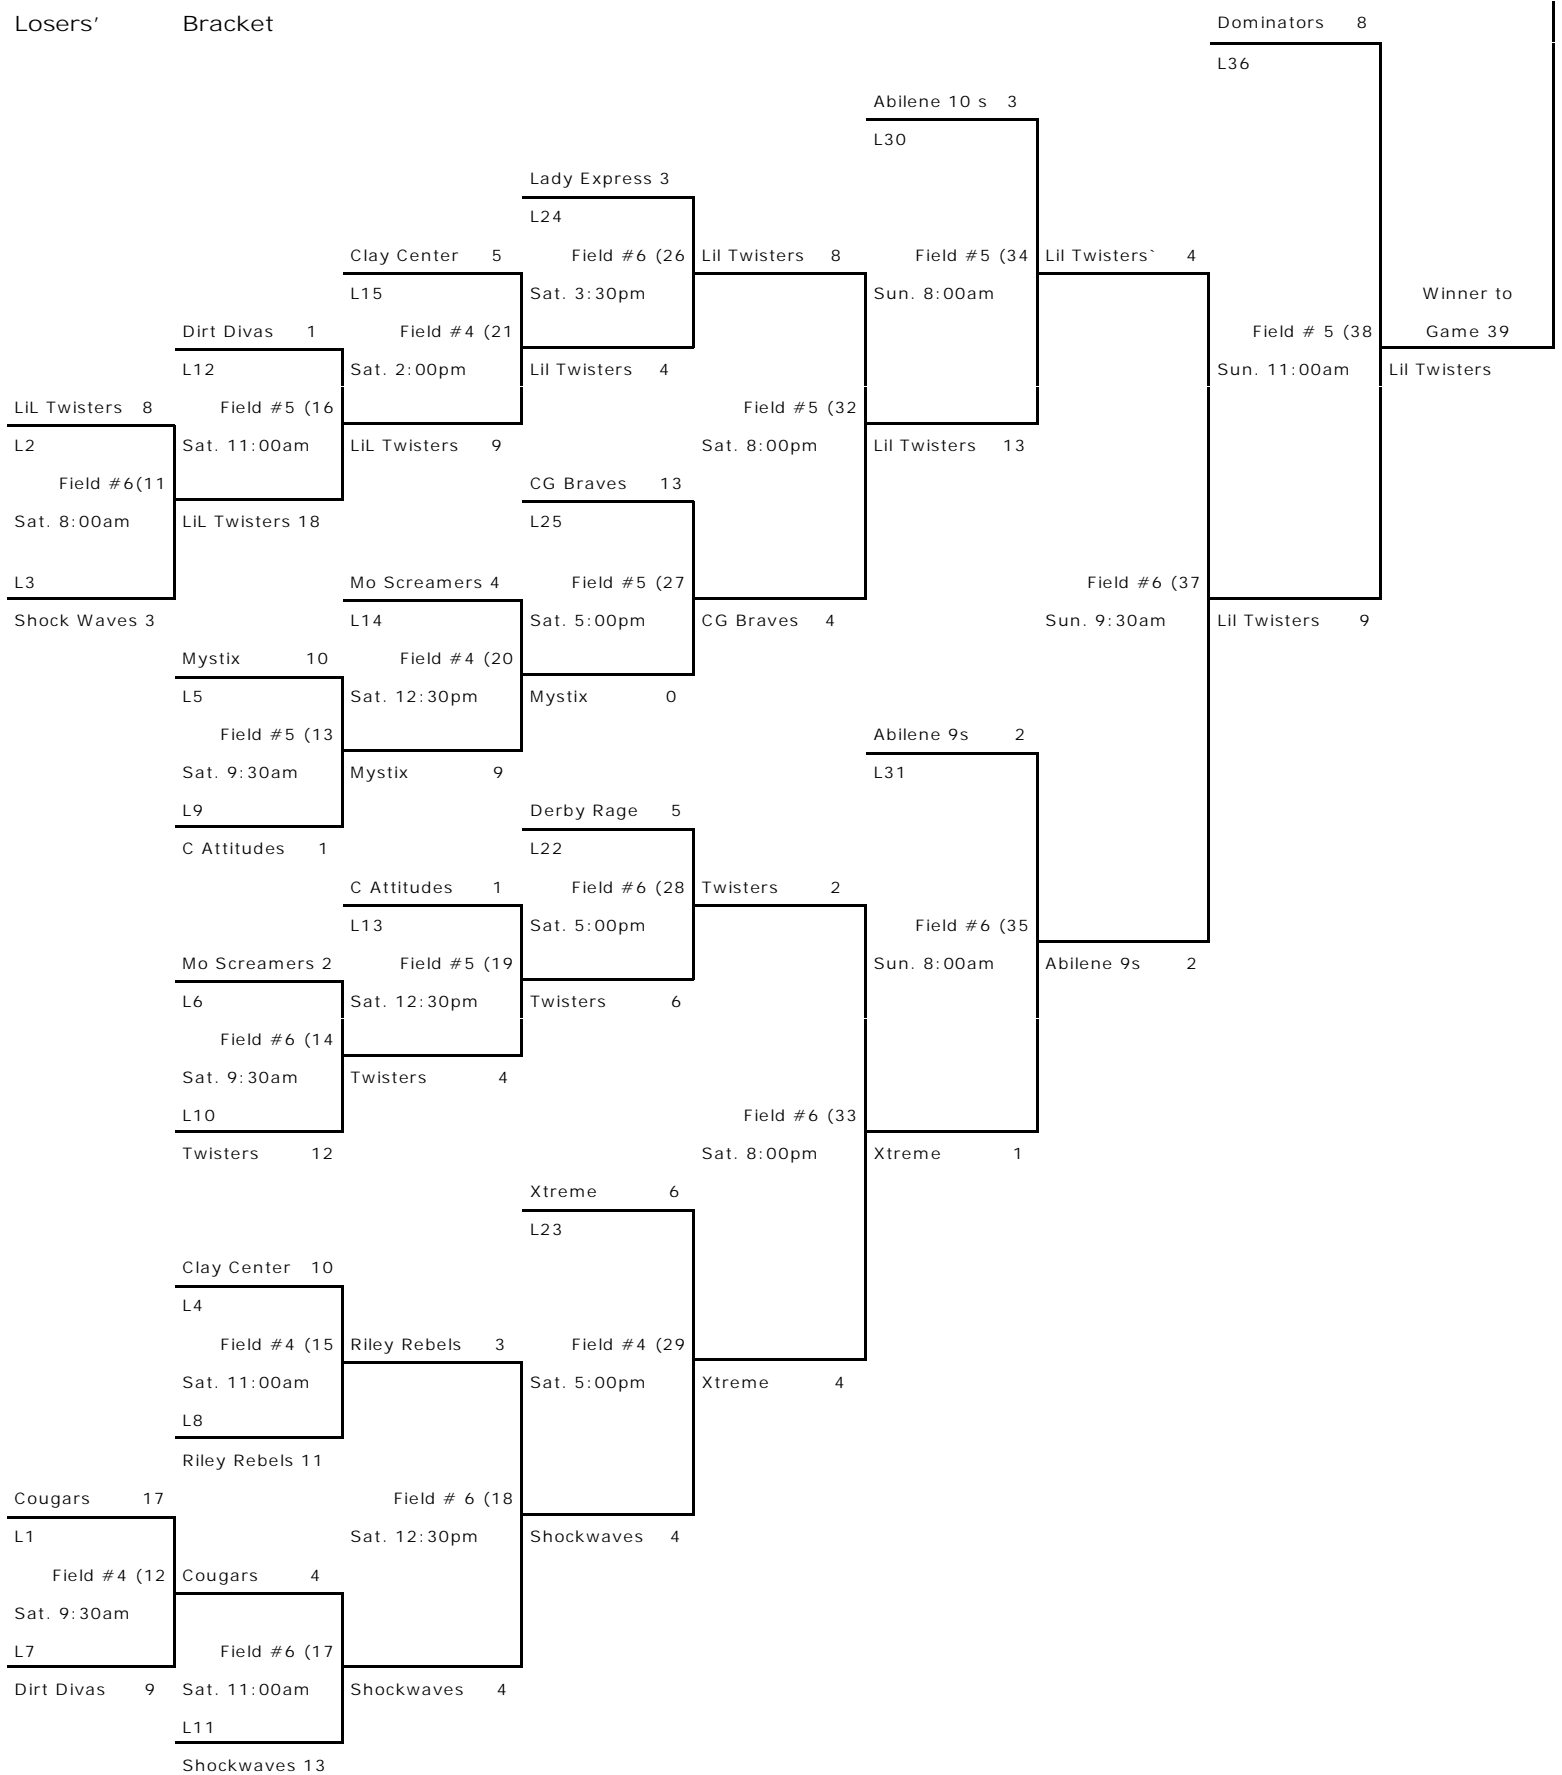 Losers' Bracket
Dominators 8
L36
Abilene 10 s 3
L30
Lady Express 3
L24
Clay Center 5
Field #6 (26
Lil Twisters 8
Field #5 (34
Lil Twisters` 4
L15
Sat. 3:30pm
Sun. 8:00am
Winner to
Dirt Divas 1
Field #4 (21
Field # 5 (38
Game 39
L12
Sat. 2:00pm
Lil Twisters 4
Sun. 11:00am
Lil Twisters
LiL Twisters 8
Field #5 (16
Field #5 (32
L2
Sat. 11:00am
LiL Twisters 9
Sat. 8:00pm
Lil Twisters 13
Field #6(11
CG Braves 13
Sat. 8:00am
LiL Twisters 18
L25
L3
Mo Screamers 4
Field #5 (27
Field #6 (37
Shock Waves 3
L14
Sat. 5:00pm
CG Braves 4
Sun. 9:30am
Lil Twisters 9
Mystix 10
Field #4 (20
L5
Sat. 12:30pm
Mystix 0
Field #5 (13
Abilene 9s 2
Sat. 9:30am
Mystix 9
L31
L9
Derby Rage 5
C Attitudes 1
L22
C Attitudes 1
Field #6 (28
Twisters 2
L13
Sat. 5:00pm
Field #6 (35
Mo Screamers 2
Field #5 (19
Sun. 8:00am
Abilene 9s 2
L6
Sat. 12:30pm
Twisters 6
Field #6 (14
Sat. 9:30am
Twisters 4
L10
Field #6 (33
Twisters 12
Sat. 8:00pm
Xtreme 1
Xtreme 6
L23
Clay Center 10
L4
Field #4 (15
Riley Rebels 3
Field #4 (29
Sat. 11:00am
Sat. 5:00pm
Xtreme 4
L8
Riley Rebels 11
Cougars 17
Field # 6 (18
L1
Sat. 12:30pm
Shockwaves 4
Field #4 (12
Cougars 4
Sat. 9:30am
L7
Field #6 (17
Dirt Divas 9
Sat. 11:00am
Shockwaves 4
L11
Shockwaves 13